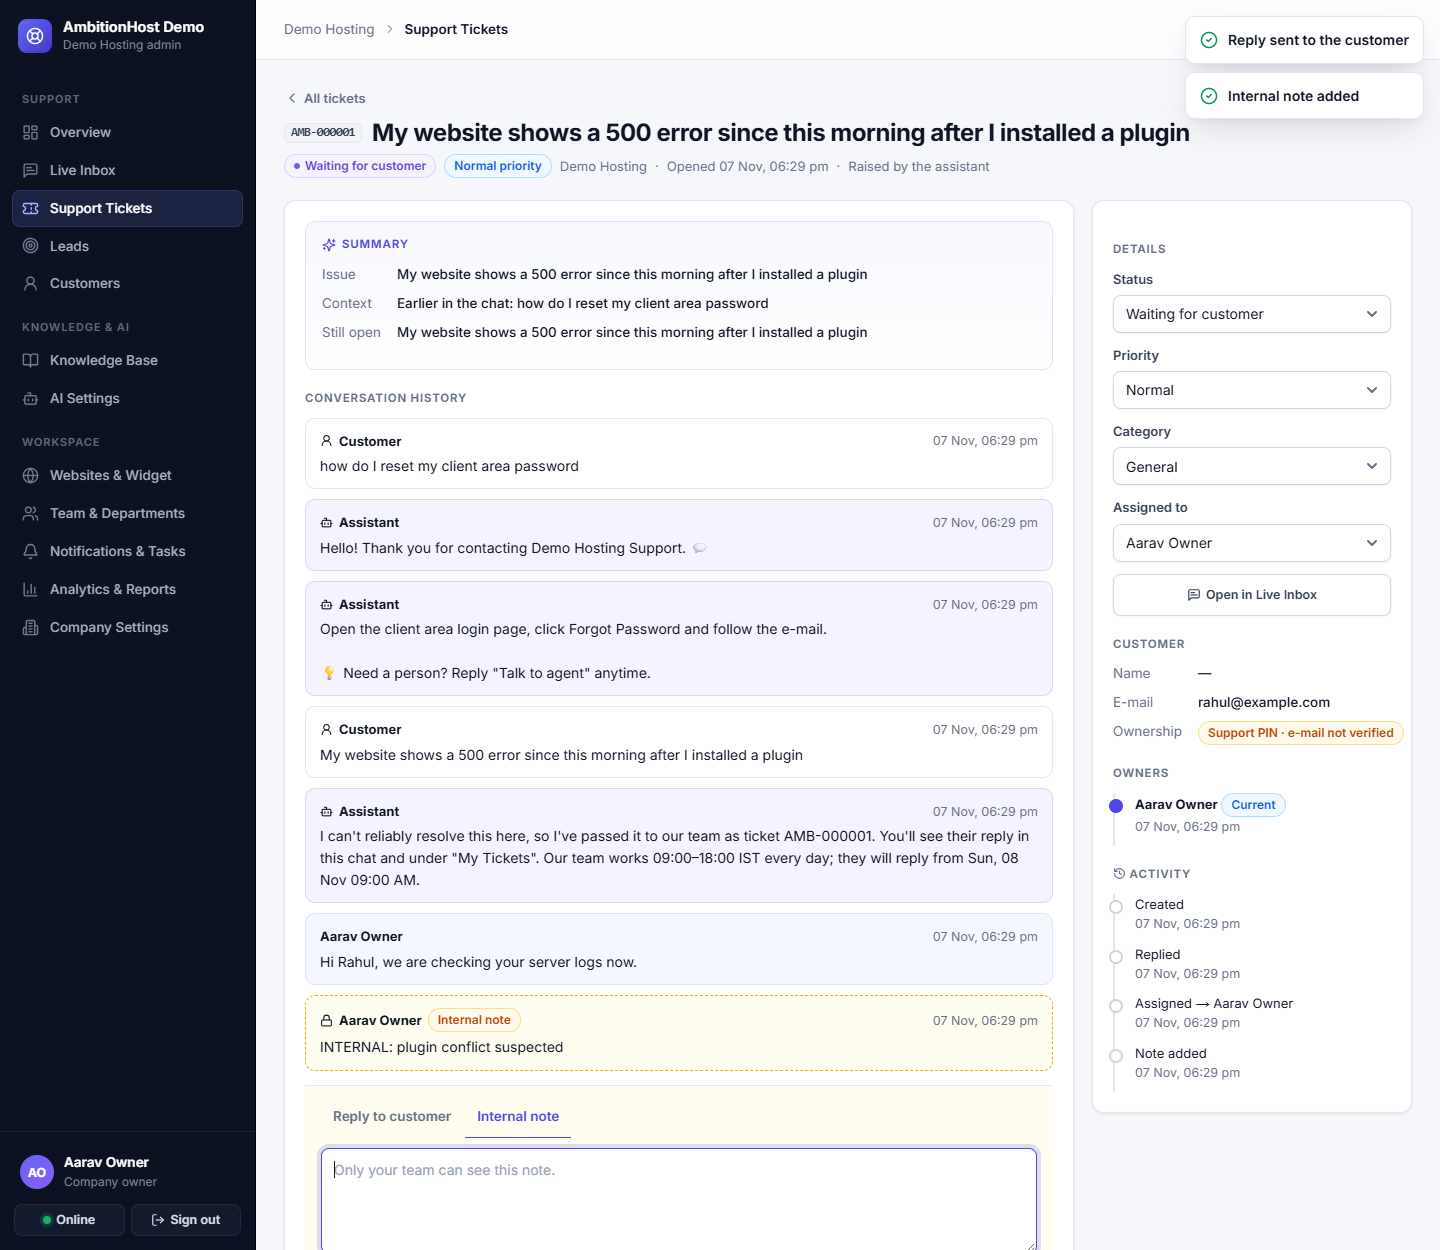 AmbitionHost Demo
Demo Hosting admin
SUPPORT
Overview
Live Inbox
Support Tickets
Leads
Customers
KNOWLEDGE & AI
Knowledge Base
AI Settings
WORKSPACE
Websites & Widget
Team & Departments
Notifications & Tasks
Analytics & Reports
Company Settings
AO
Aarav Owner
Company owner
Online
Sign out
Demo Hosting
Support Tickets
Reply sent to the customer
Internal note added
All tickets
AMB-000001 My website shows a 500 error since this morning after I installed a plugin
Waiting for customer Normal priority Demo Hosting · Opened 07 Nov, 06:29 pm · Raised by the assistant
SUMMARY
Issue My website shows a 500 error since this morning after I installed a plugin
Context Earlier in the chat: how do I reset my client area password
Still open My website shows a 500 error since this morning after I installed a plugin
CONVERSATION HISTORY
Customer 07 Nov, 06:29 pm
how do I reset my client area password
Assistant 07 Nov, 06:29 pm
Hello! Thank you for contacting Demo Hosting Support. 💬
Assistant 07 Nov, 06:29 pm
Open the client area login page, click Forgot Password and follow the e-mail.
💡 Need a person? Reply "Talk to agent" anytime.
Customer 07 Nov, 06:29 pm
My website shows a 500 error since this morning after I installed a plugin
Assistant 07 Nov, 06:29 pm
I can't reliably resolve this here, so I've passed it to our team as ticket AMB-000001. You'll see their reply in
this chat and under "My Tickets". Our team works 09:00–18:00 IST every day; they will reply from Sun, 08
Nov 09:00 AM.
Aarav Owner 07 Nov, 06:29 pm
Hi Rahul, we are checking your server logs now.
Aarav Owner Internal note 07 Nov, 06:29 pm
INTERNAL: plugin conflict suspected
Reply to customer Internal note
Only your team can see this note.
DETAILS
Status
Waiting for customer
Priority
Normal
Category
General
Assigned to
Aarav Owner
Open in Live Inbox
CUSTOMER
Name —
E-mail rahul@example.com
Ownership Support PIN · e-mail not verified
OWNERS
Aarav Owner Current
07 Nov, 06:29 pm
ACTIVITY
Created
07 Nov, 06:29 pm
Replied
07 Nov, 06:29 pm
Assigned → Aarav Owner
07 Nov, 06:29 pm
Note added
07 Nov, 06:29 pm